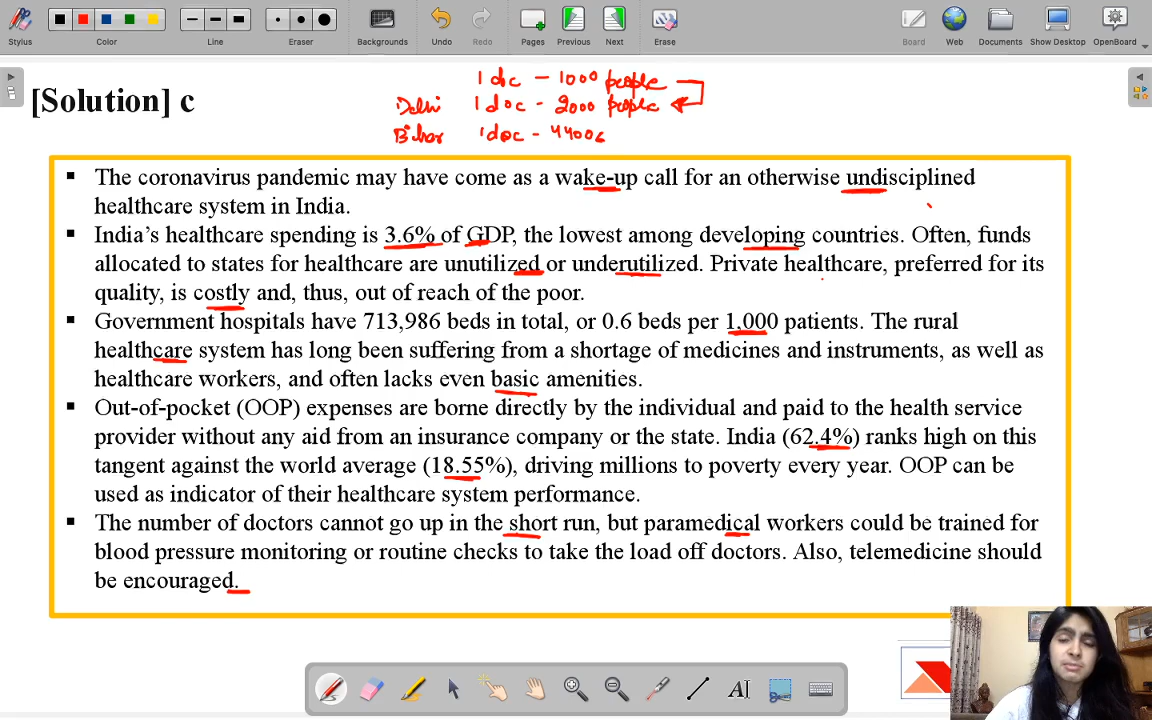 Stylus
Color
Line
Eraser
Backgrounds
Undo
Redo
Pages
Previous
Next
Erase
Board
Web
Documents
Show Desktop
OpenBoard
1 doc - 1000 people
[Solution] c
Delhi 1 doc - 2000 people
Bihar 1 doc -
The coronavirus pandemic may have come as a wake-up call for an otherwise undisciplined
healthcare system in India.
India’s healthcare spending is 3.6% of GDP, the lowest among developing countries. Often, funds
allocated to states for healthcare are unutilized or underutilized. Private healthcare, preferred for its
quality, is costly and, thus, out of reach of the poor.
Government hospitals have 713,986 beds in total, or 0.6 beds per 1,000 patients. The rural
healthcare system has long been suffering from a shortage of medicines and instruments, as well as
healthcare workers, and often lacks even basic amenities.
Out-of-pocket (OOP) expenses are borne directly by the individual and paid to the health service
provider without any aid from an insurance company or the state. India (62.4%) ranks high on this
tangent against the world average (18.55%), driving millions to poverty every year. OOP can be
used as indicator of their healthcare system performance.
The number of doctors cannot go up in the short run, but paramedical workers could be trained for
blood pressure monitoring or routine checks to take the load off doctors. Also, telemedicine should
be encouraged.